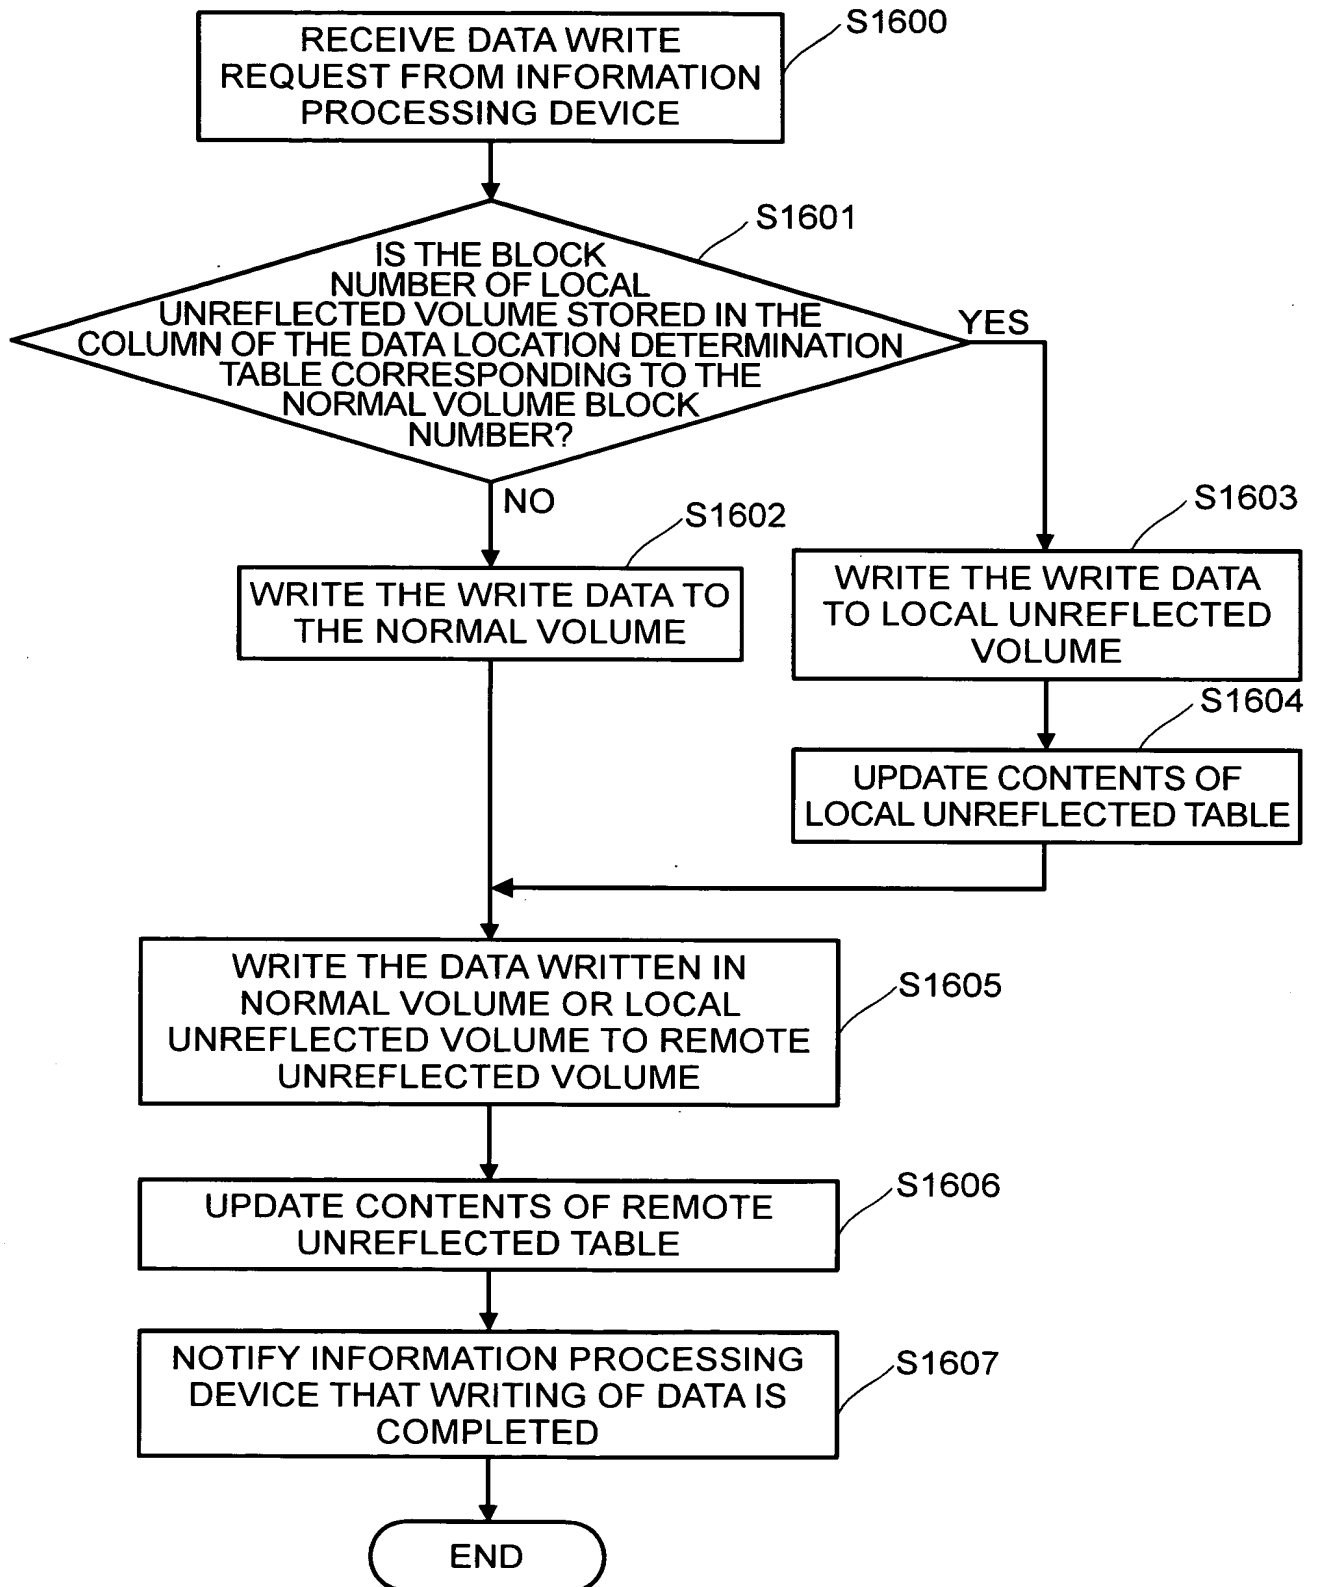 S1600
RECEIVE DATA WRITE
REQUEST FROM INFORMATION
PROCESSING DEVICE
S1601
IS THE BLOCK
NUMBER OF LOCAL
UNREFLECTED VOLUME STORED IN THE
COLUMN OF THE DATA LOCATION DETERMINATION
TABLE CORRESPONDING TO THE
NORMAL VOLUME BLOCK
NUMBER?
YES
NO
S1602
WRITE THE WRITE DATA TO
THE NORMAL VOLUME
S1603
WRITE THE WRITE DATA
TO LOCAL UNREFLECTED
VOLUME
S1604
UPDATE CONTENTS OF
LOCAL UNREFLECTED TABLE
WRITE THE DATA WRITTEN IN
NORMAL VOLUME OR LOCAL
UNREFLECTED VOLUME TO REMOTE
UNREFLECTED VOLUME
S1605
UPDATE CONTENTS OF REMOTE
UNREFLECTED TABLE
S1606
NOTIFY INFORMATION PROCESSING
DEVICE THAT WRITING OF DATA IS
COMPLETED
S1607
END